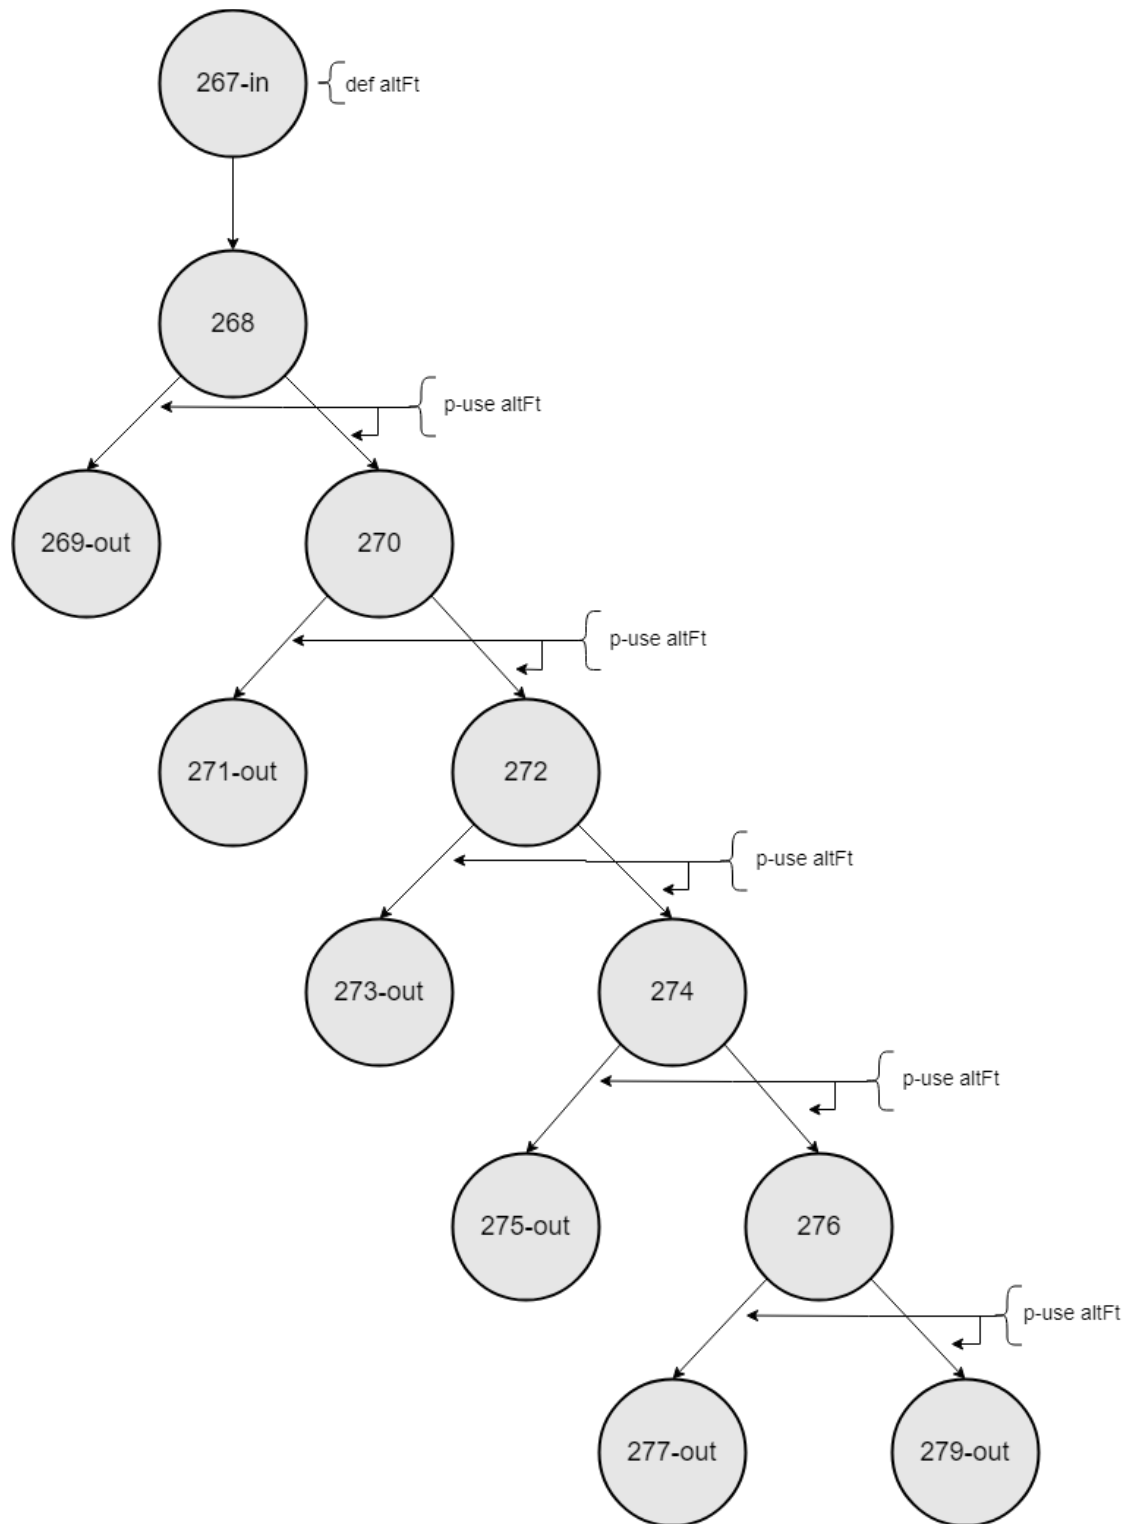 267-in
def altFt
268
p-use altFt
269-out
270
p-use altFt
271-out
272
p-use altFt
273-out
274
p-use altFt
275-out
276
p-use altFt
277-out
279-out